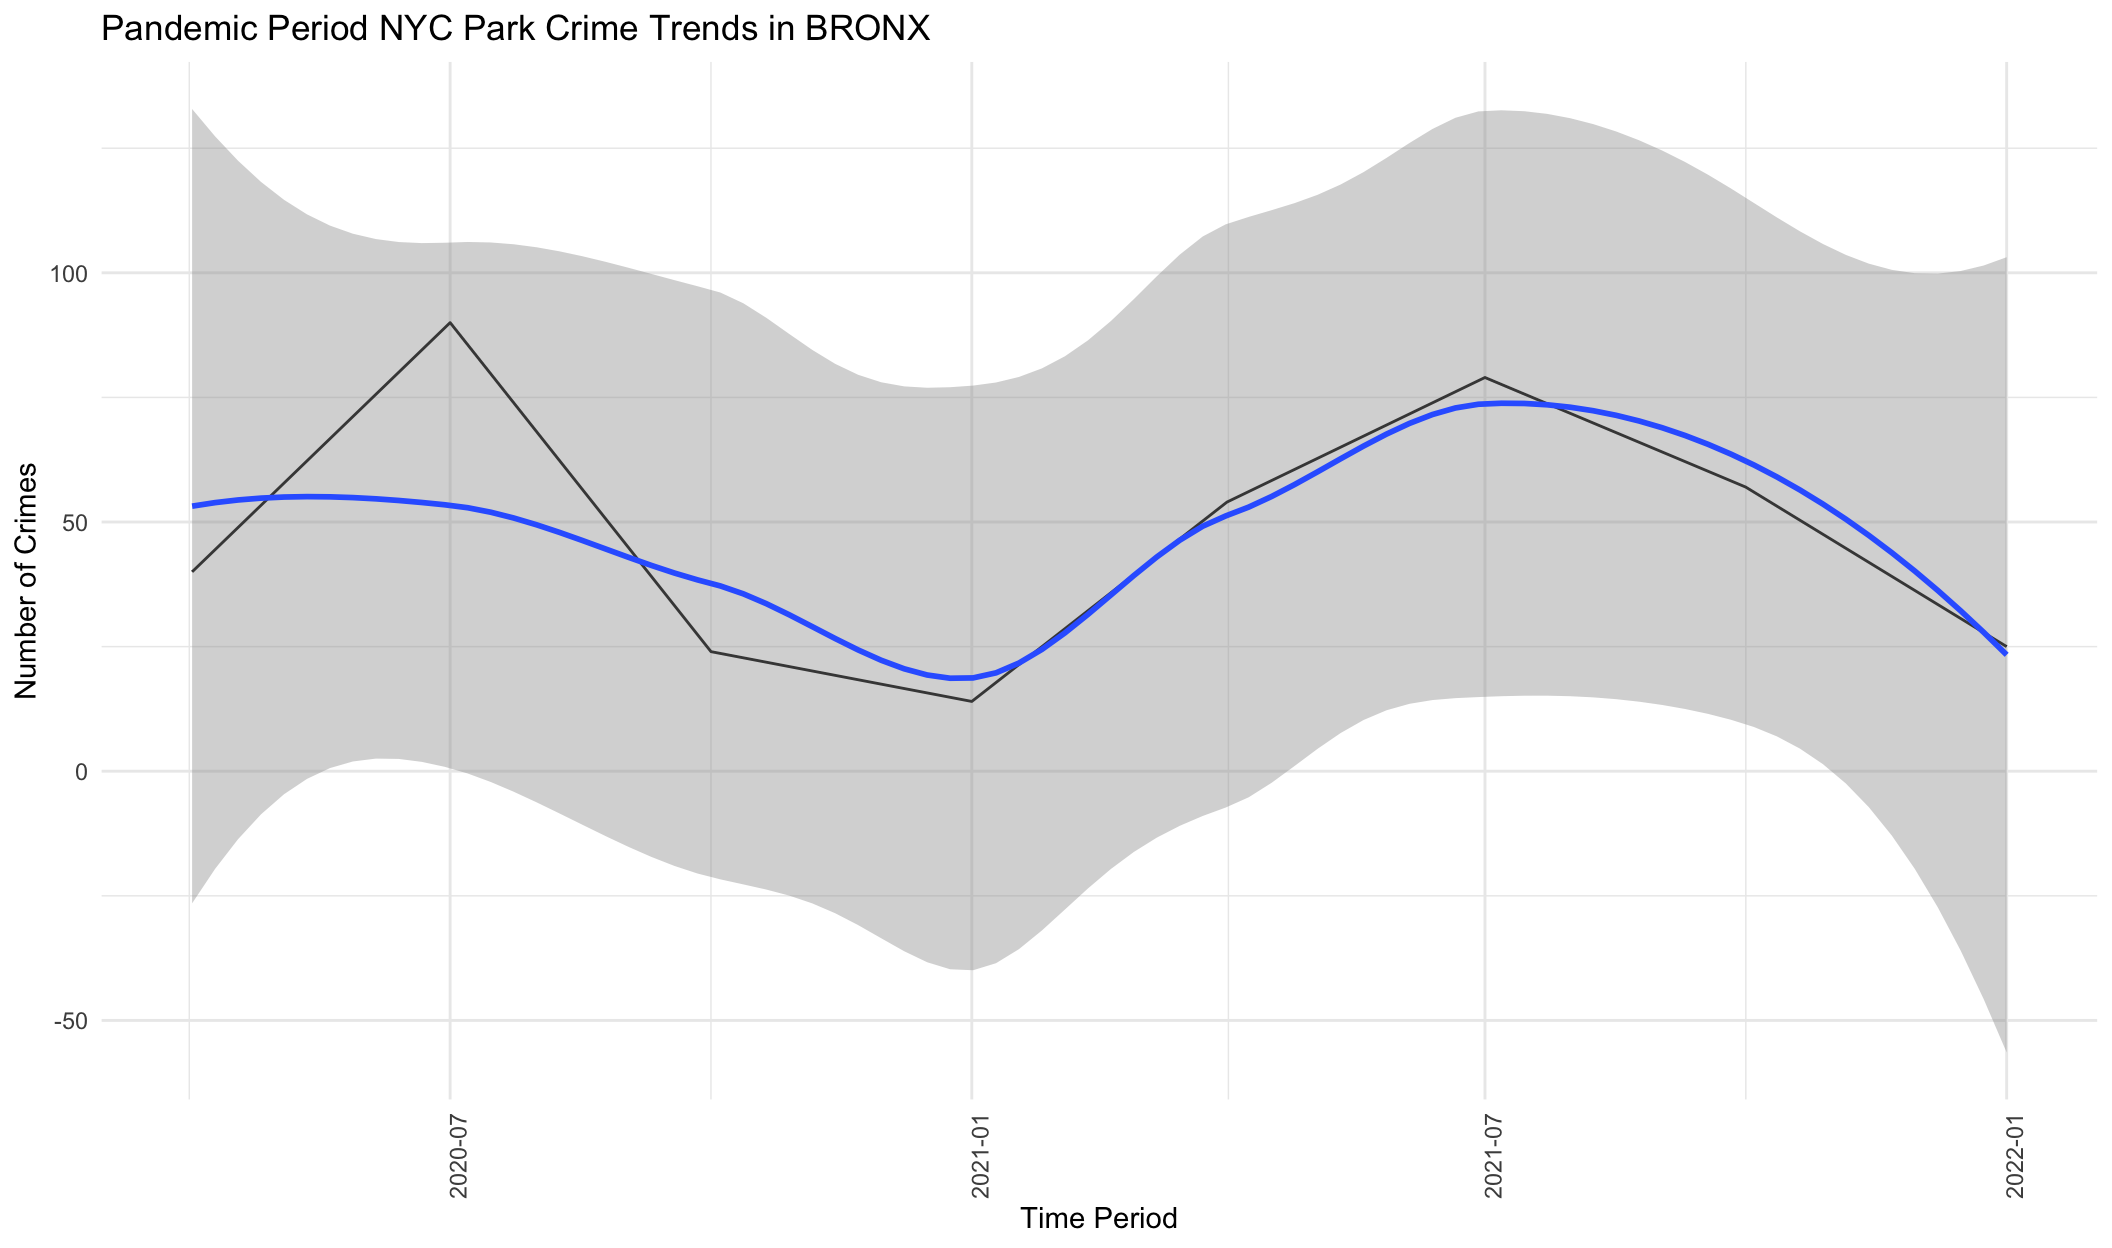 Pandemic Period NYC Park Crime Trends in BRONX
Number of Crimes
100
50
0
-50
2020-07
2021-01
2021-07
2022-01
Time Period